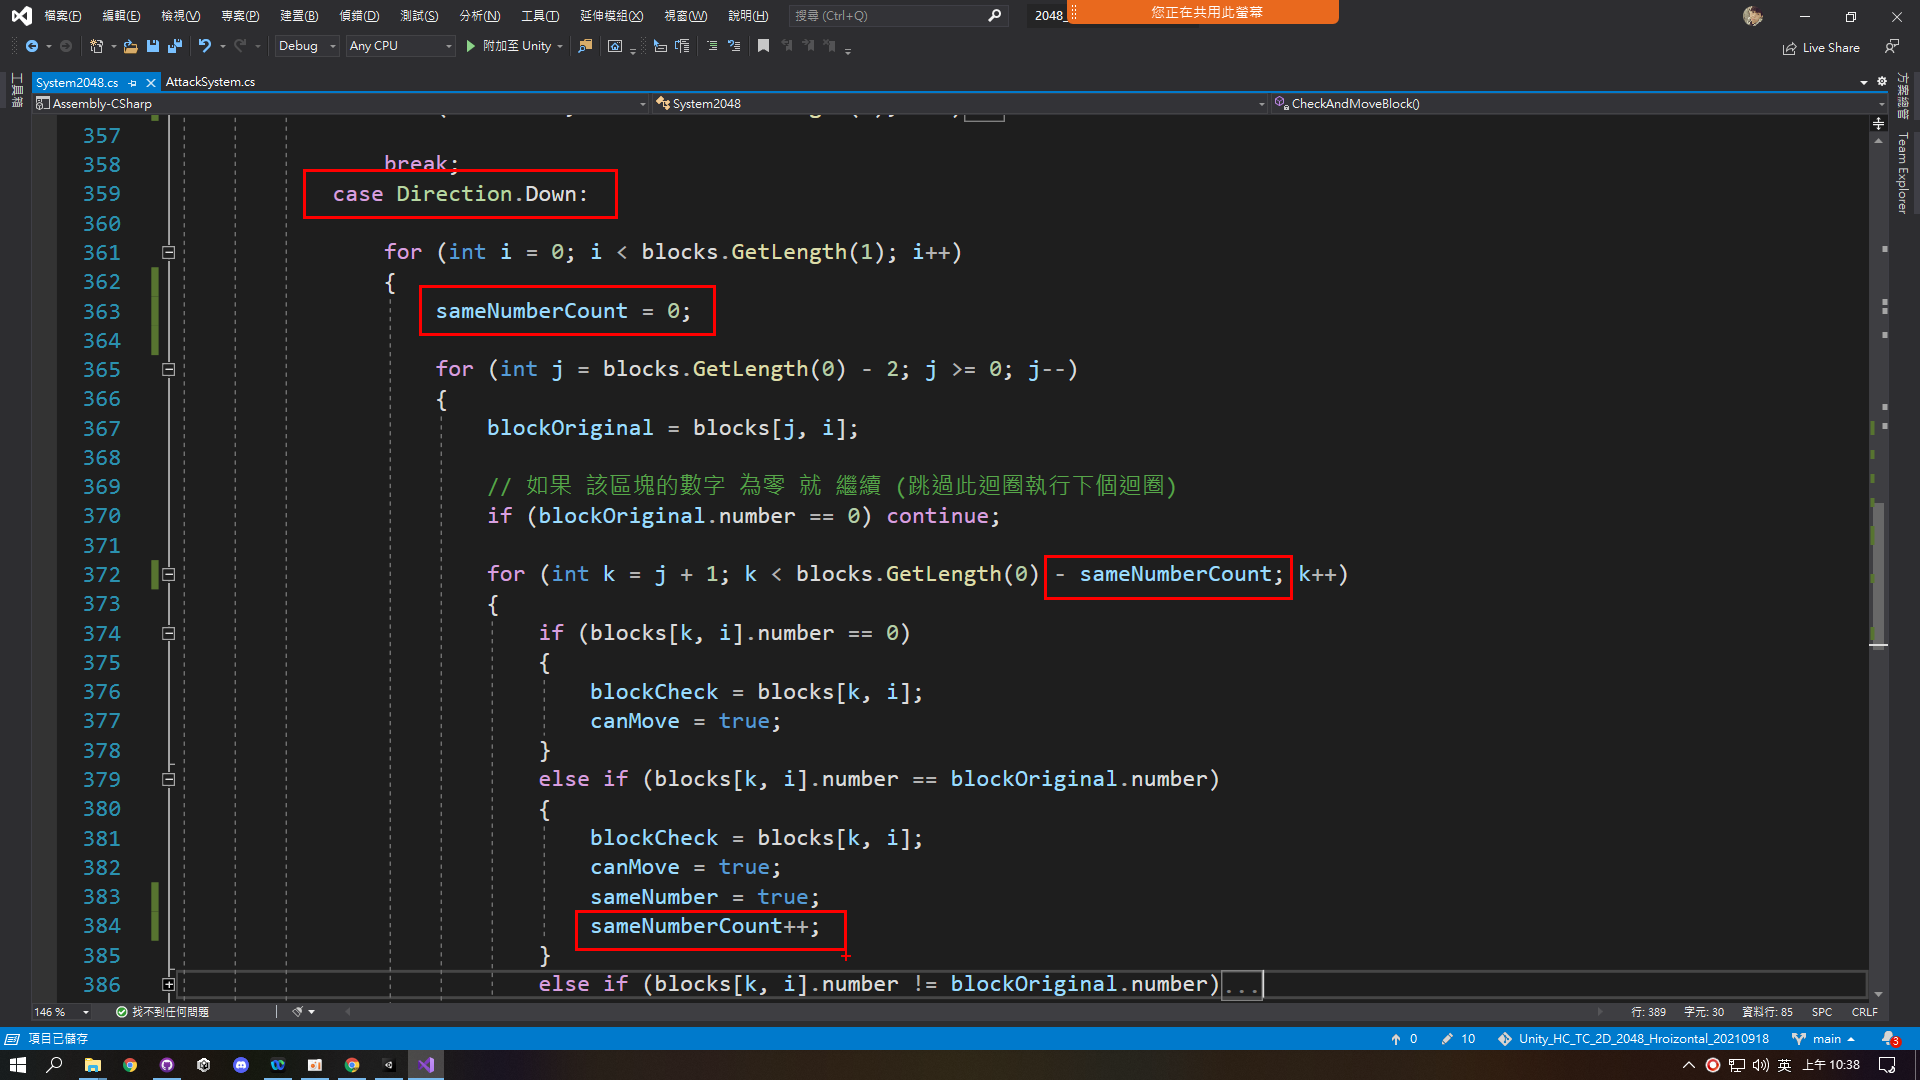 檔案(F) 編輯(E) 檢視(V) 專案(P) 建置(B) 偵錯(D) 測試(S) 分析(N) 工具(T) 延伸模組(X) 視窗(W) 說明(H) 搜尋 (Ctrl+Q) 2048_ 您正在共用此螢幕
Debug Any CPU 附加至 Unity Live Share
工具箱
System2048.cs AttackSystem.cs
Assembly-CSharp System2048 CheckAndMoveBlock()
方案總管
Team Explorer
357
358 break;
359 case Direction.Down:
360
361 for (int i = 0; i < blocks.GetLength(1); i++)
362 {
363 sameNumberCount = 0;
364
365 for (int j = blocks.GetLength(0) - 2; j >= 0; j--)
366 {
367 blockOriginal = blocks[j, i];
368
369 // 如果 該區塊的數字 為零 就 繼續 (跳過此迴圈執行下個迴圈)
370 if (blockOriginal.number == 0) continue;
371
372 for (int k = j + 1; k < blocks.GetLength(0) - sameNumberCount; k++)
373 {
374 if (blocks[k, i].number == 0)
375 {
376 blockCheck = blocks[k, i];
377 canMove = true;
378 }
379 else if (blocks[k, i].number == blockOriginal.number)
380 {
381 blockCheck = blocks[k, i];
382 canMove = true;
383 sameNumber = true;
384 sameNumberCount++;
385 }
386 else if (blocks[k, i].number != blockOriginal.number)...
146 % 找不到任何問題 行: 389 字元: 30 資料行: 85 SPC CRLF
項目已儲存 0 10 Unity_HC_TC_2D_2048_Hroizontal_20210918 main 3
英 上午 10:38